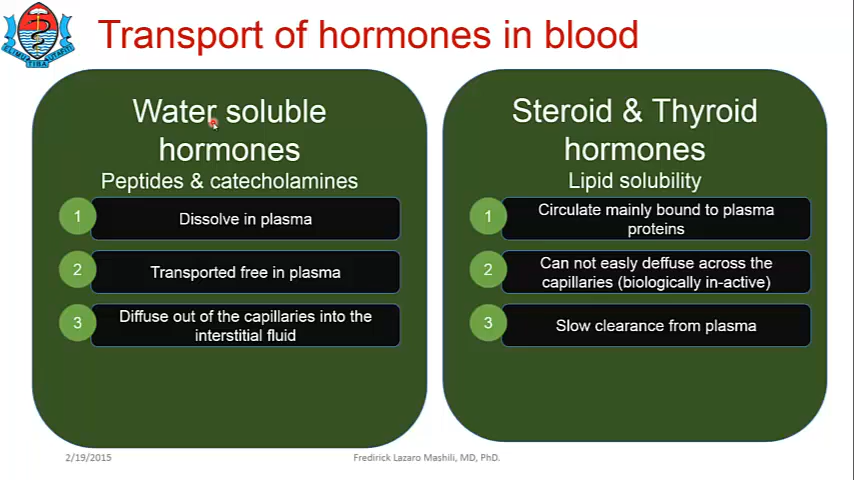 Transport of hormones in blood
ELIMU
TIBA
UTAFITI
Water soluble
hormones
Peptides & catecholamines
1
Dissolve in plasma
2
Transported free in plasma
3
Diffuse out of the capillaries into the
interstitial fluid
Steroid & Thyroid
hormones
Lipid solubility
1
Circulate mainly bound to plasma
proteins
2
Can not easily deffuse across the
capillaries (biologically in-active)
3
Slow clearance from plasma
2/19/2015
Fredirick Lazaro Mashili, MD, PhD.